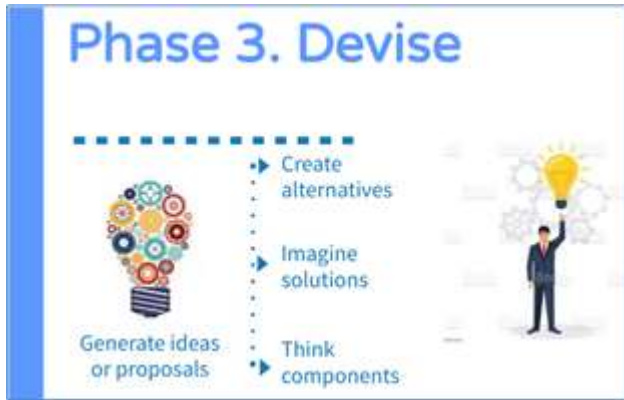 Phase 3. Devise
Create
alternatives
Imagine
solutions
Generate ideas
or proposals
Think
components